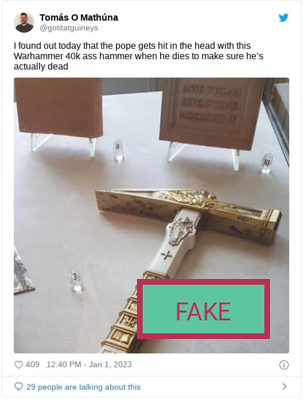 Tomás O Mathúna
@gotitatguineys
I found out today that the pope gets hit in the head with this
Warhammer 40k ass hammer when he dies to make sure he's
actually dead
9
10
3
FAKE
409 12:40 PM - Jan 1, 2023
29 people are talking about this